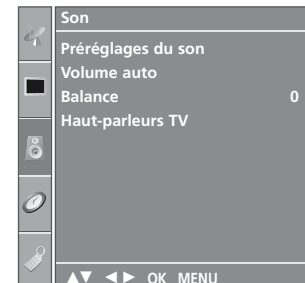 Son
Préréglages du son
Volume auto
Balance 0
Haut-parleurs TV
▲▼ ◄► OK MENU